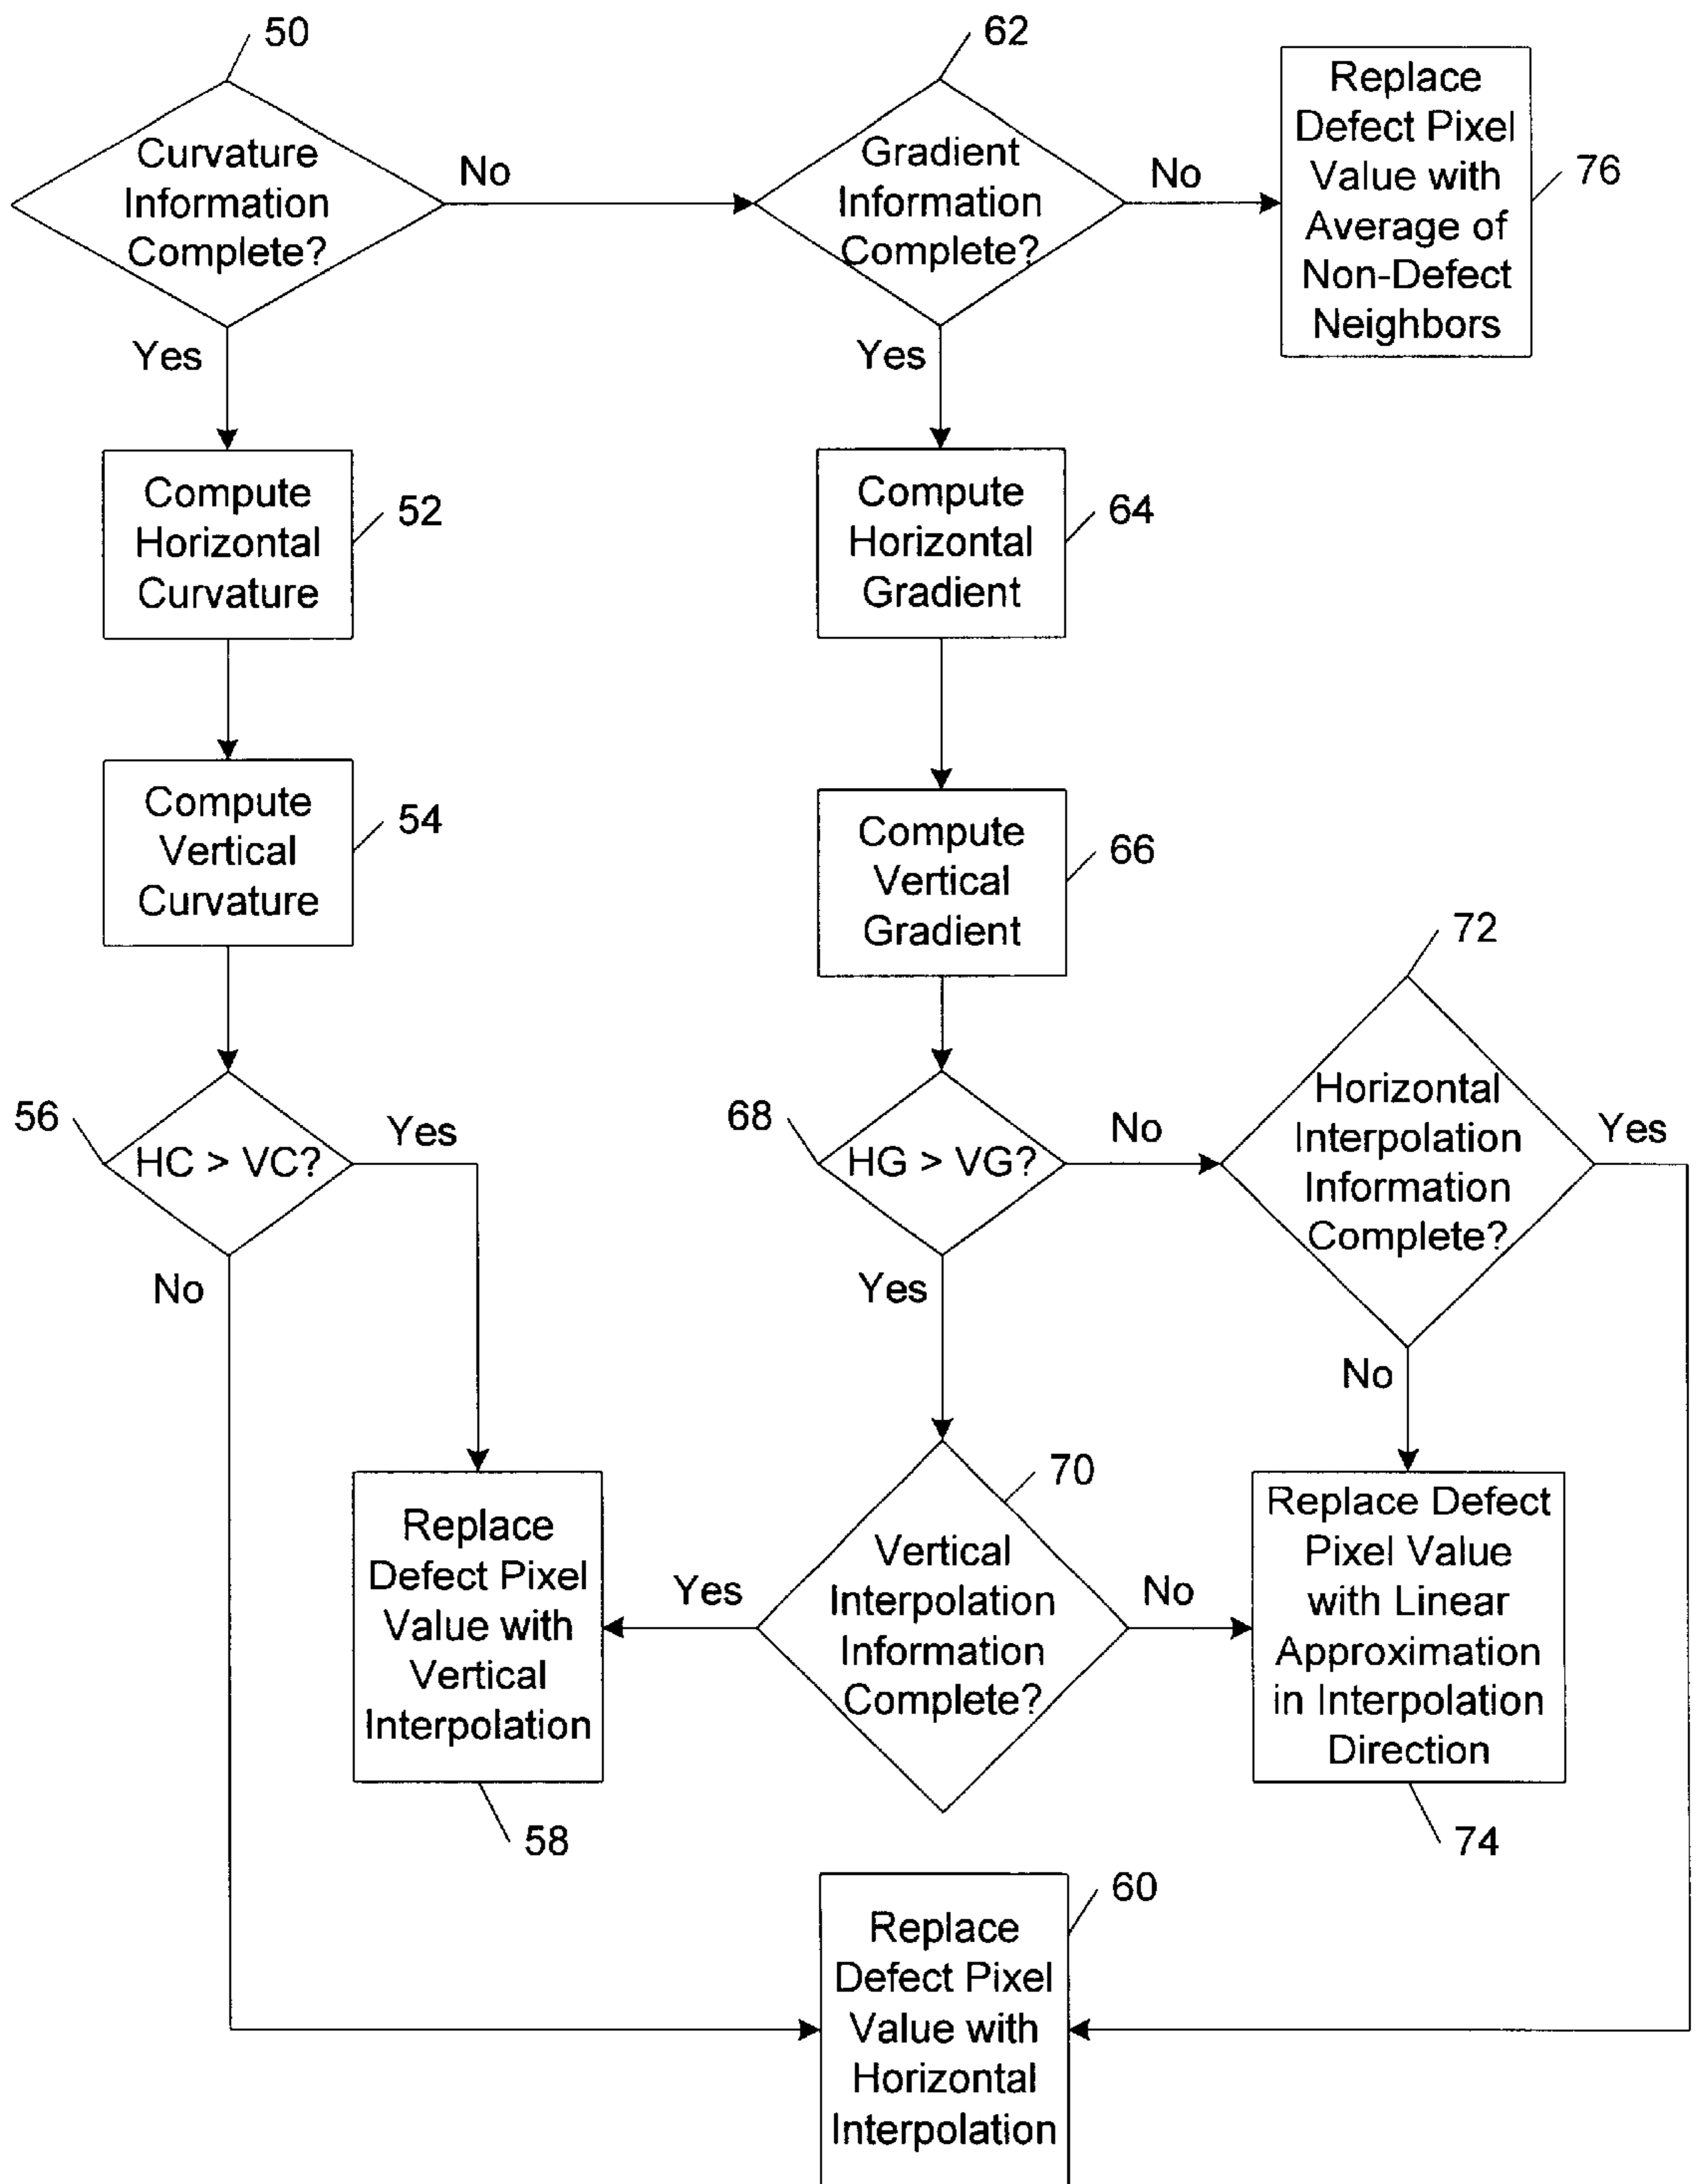 50
Curvature
Information
Complete?
No
Yes
62
Gradient
Information
Complete?
No
Yes
Replace
Defect Pixel
Value with
Average of
Non-Defect
Neighbors
76
Compute
Horizontal
Curvature
52
Compute
Horizontal
Gradient
64
Compute
Vertical
Curvature
54
Compute
Vertical
Gradient
66
56
HC > VC?
Yes
No
68
HG > VG?
No
Yes
72
Horizontal
Interpolation
Information
Complete?
Yes
No
Replace
Defect Pixel
Value with
Vertical
Interpolation
58
70
Vertical
Interpolation
Information
Complete?
Yes
No
Replace Defect
Pixel Value
with Linear
Approximation
in Interpolation
Direction
74
60
Replace
Defect Pixel
Value with
Horizontal
Interpolation